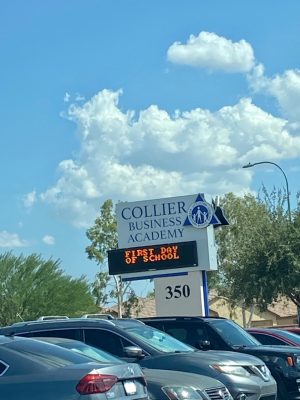 COLLIER
BUSINESS
ACADEMY
FIRST DAY
OF SCHOOL
350